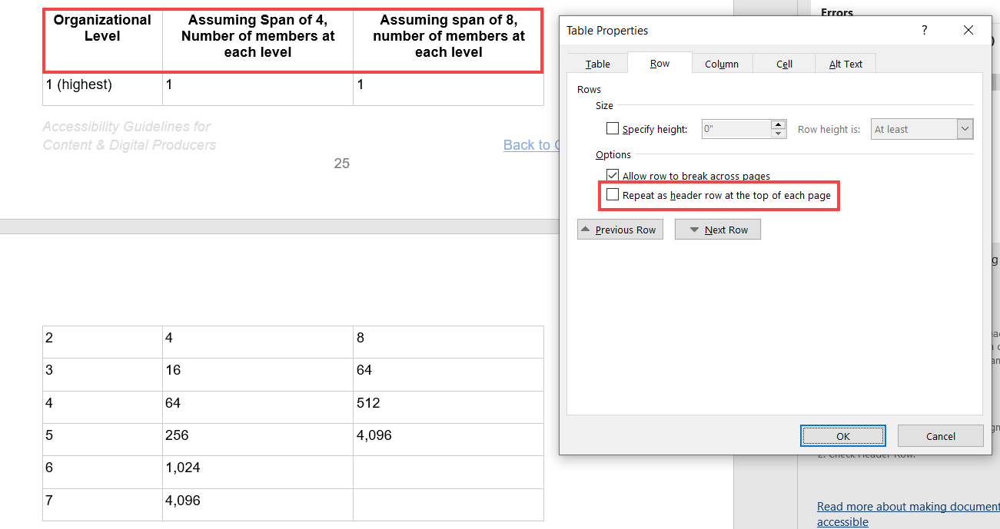 Organizational Level
Assuming Span of 4, Number of members at each level
Assuming span of 8, number of members at each level
1 (highest) 1 1
Accessibility Guidelines for
Content & Digital Producers
Back to
25
2 4 8
3 16 64
4 64 512
5 256 4,096
6 1,024
7 4,096
Errors
Table Properties ?
Table Row Column Cell Alt Text
Rows
Size
Specify height: 0" Row height is: At least
Options
Allow row to break across pages
Repeat as header row at the top of each page
Previous Row Next Row
OK Cancel
2. Check Header Row.
Read more about making document
accessible